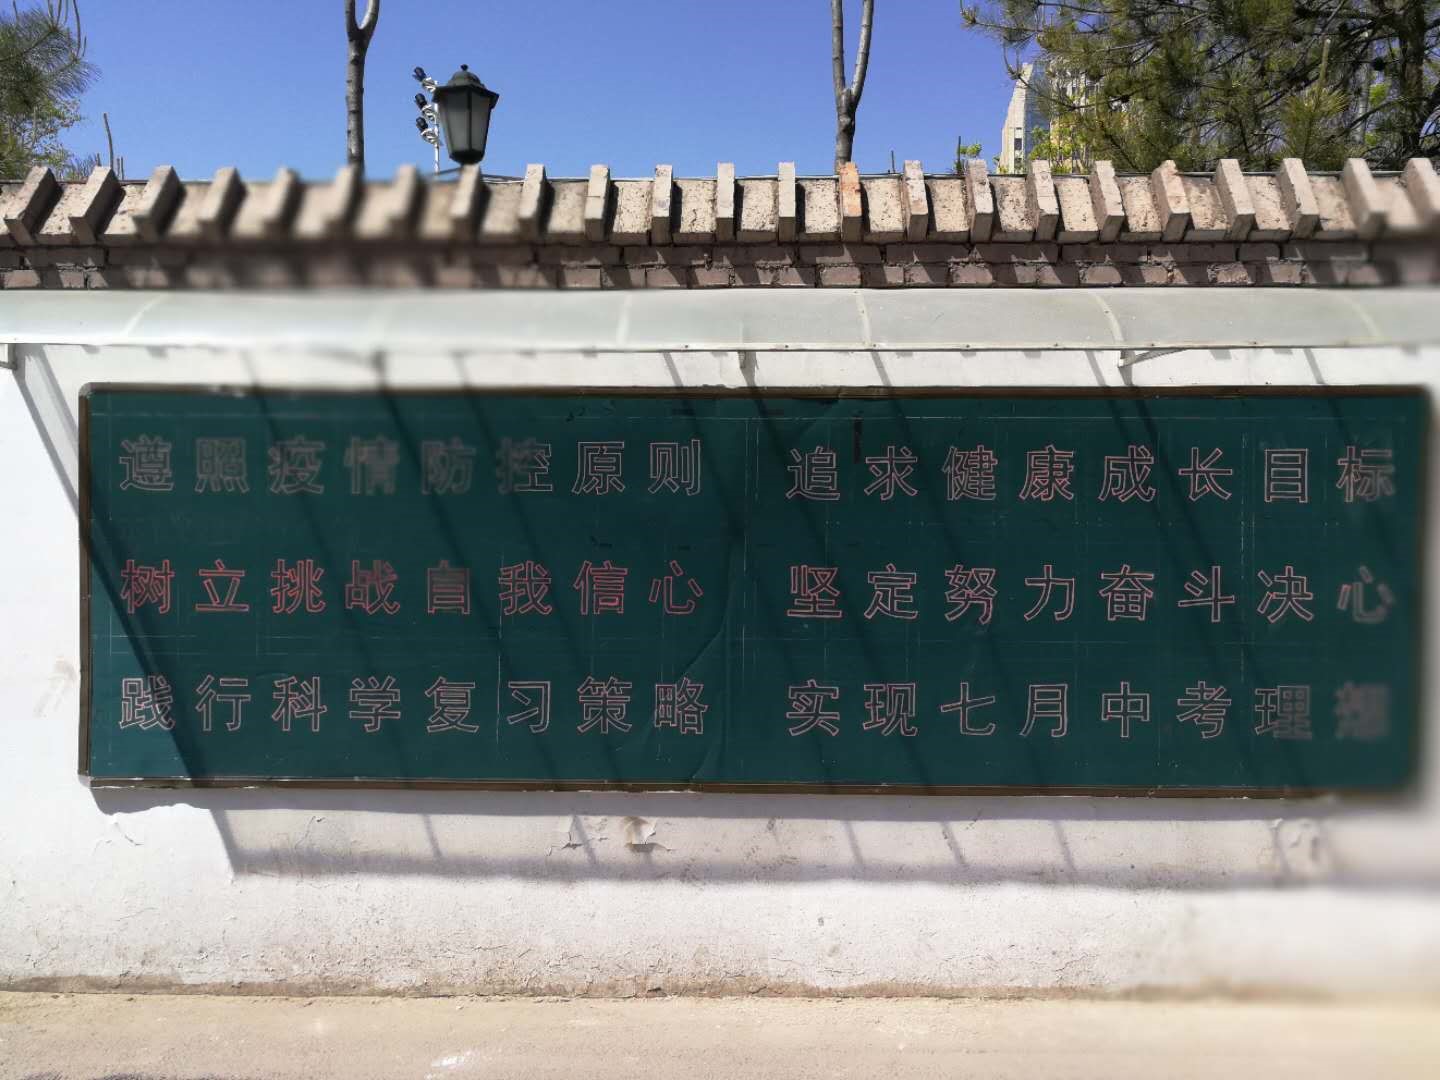 遵照疫情防控原则 追求健康成长目标
树立挑战自我信心 坚定努力奋斗决心
践行科学复习策略 实现七月中考理想